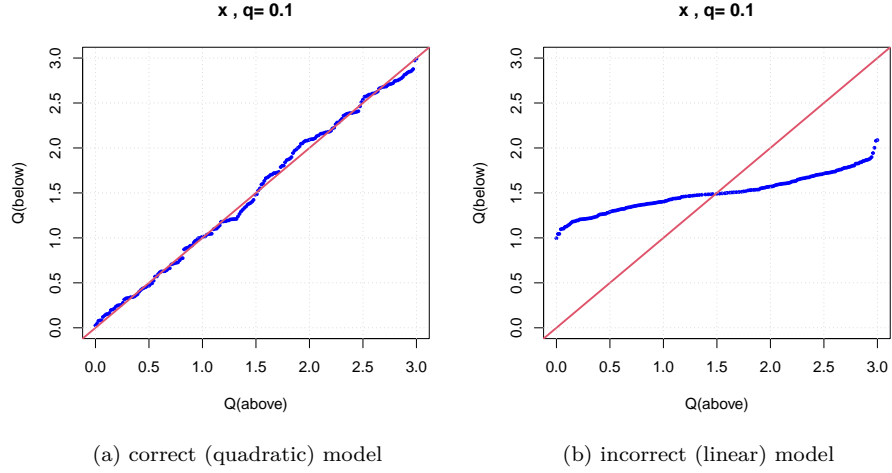 x , q= 0.1
Q(below)
3.0
2.5
2.0
1.5
1.0
0.5
0.0
0.0 0.5 1.0 1.5 2.0 2.5 3.0
Q(above)
(a) correct (quadratic) model
x , q= 0.1
Q(below)
3.0
2.5
2.0
1.5
1.0
0.5
0.0
0.0 0.5 1.0 1.5 2.0 2.5 3.0
Q(above)
(b) incorrect (linear) model